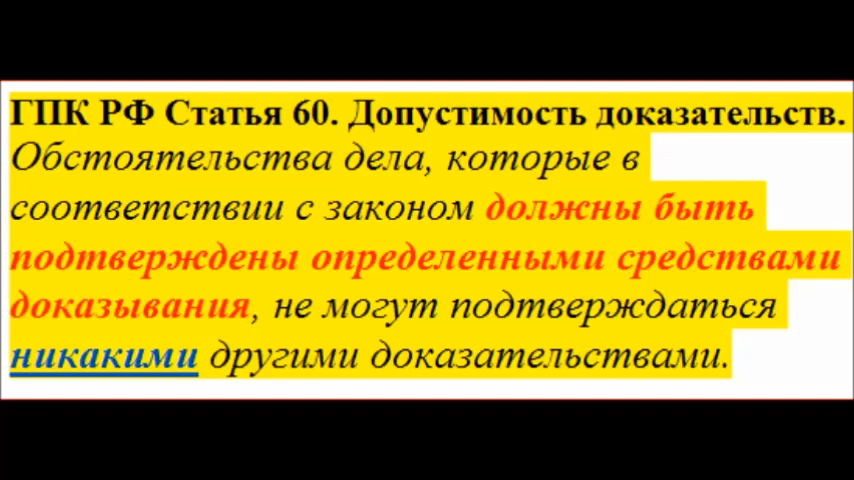 ГПК РФ Статья 60. Допустимость доказательств.
Обстоятельства дела, которые в
соответствии с законом должны быть
подтверждены определенными средствами
доказывания, не могут подтверждаться
никакими другими доказательствами.